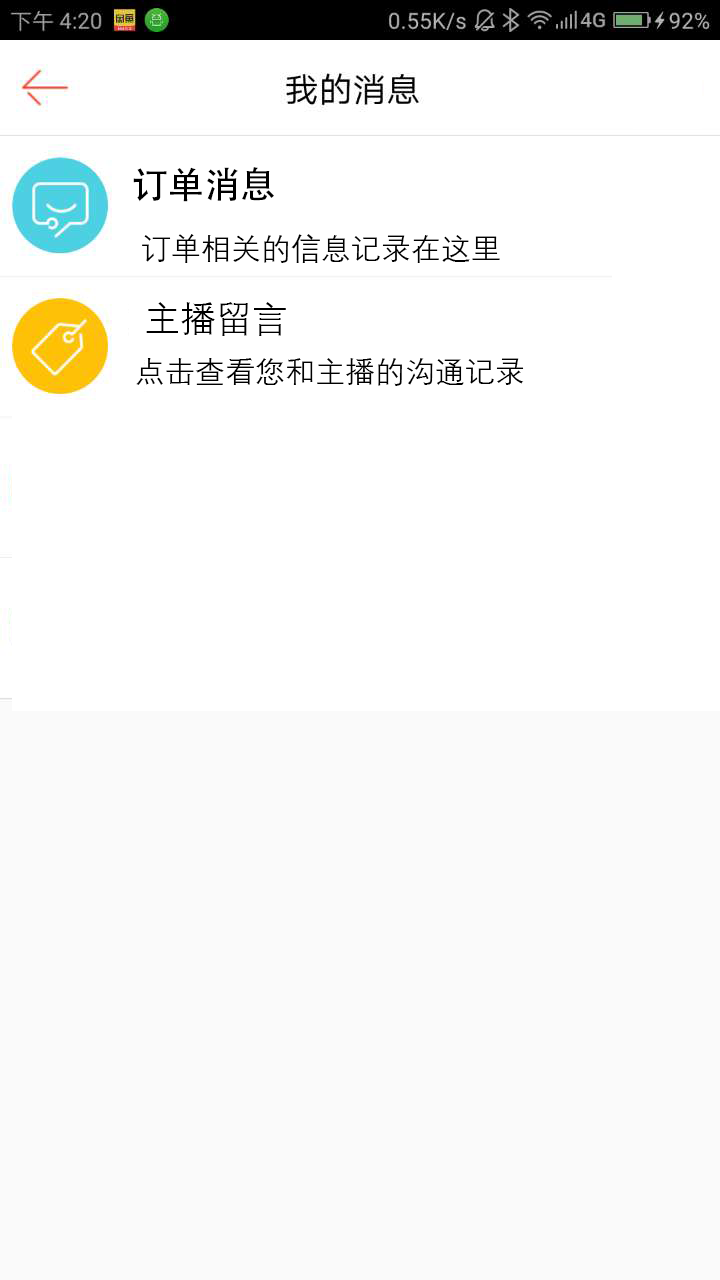 下午 4:20
0.55K/s 4G 92%
我的消息
订单消息
订单相关的信息记录在这里
主播留言
点击查看您和主播的沟通记录